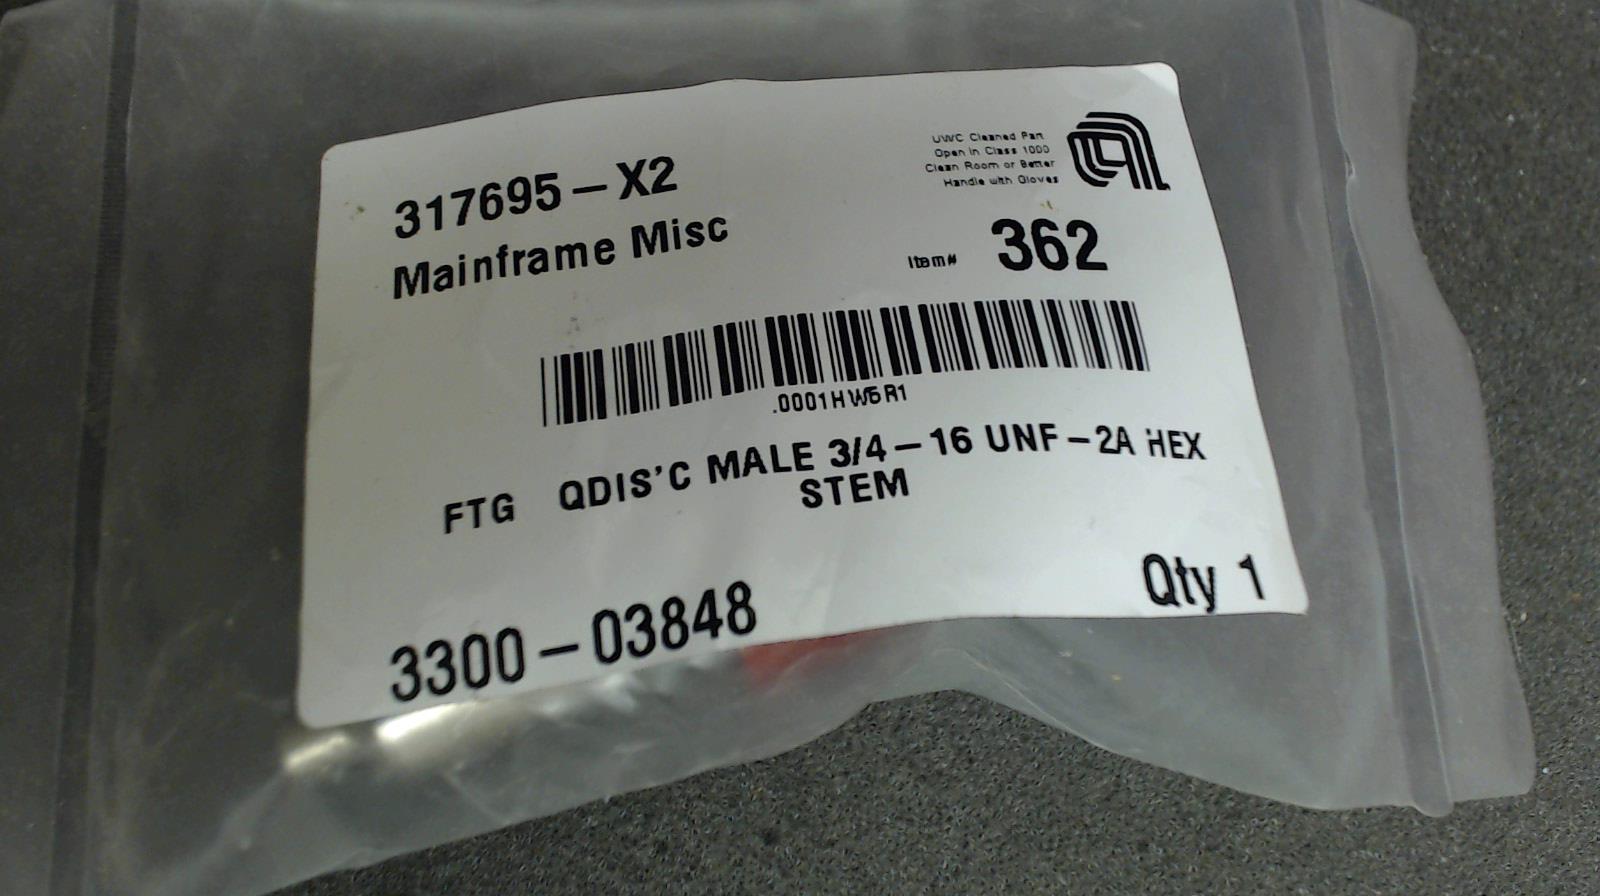 UWC Cleaned Part
Open in Class 1000
Clean Room or Better
Handle with Gloves
317695-X2
Mainframe Misc
Item# 362
.0001HW5R1
FTG QDIS'C MALE 3/4-16 UNF-2A HEX
STEM
3300-03848
Qty 1